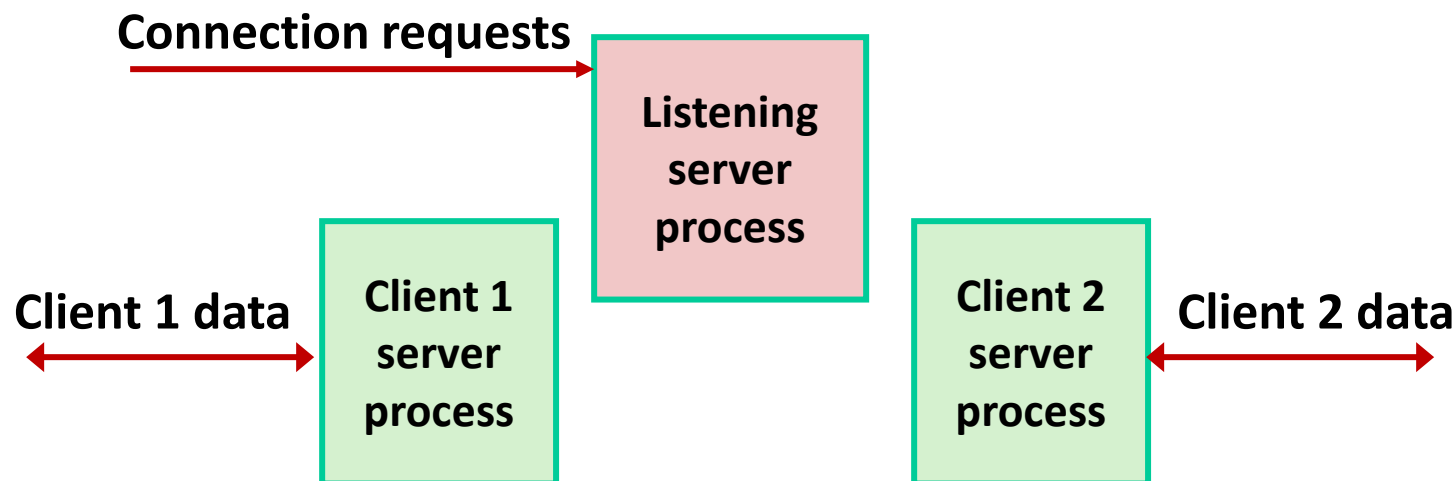 Connection requests
Listening
server
process
Client 1 data
Client 1
server
process
Client 2
server
process
Client 2 data